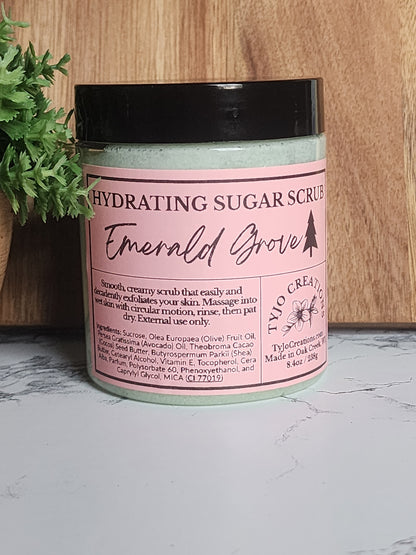 HYDRATING SUGAR SCRUB
Emerald Grove
Smooth, creamy scrub that easily and
decadently exfoliates your skin. Massage into
wet skin with circular motion, rinse, then pat
dry. External use only.
Ingredients: Sucrose, Olea Europaea (Olive) Fruit Oil,
Persea Gratissima (Avocado) Oil, Theobroma Cacao
(Cocoa) Seed Butter, Butyrospermum Parkii (Shea)
Butter, Cetearyl Alcohol, Vitamin E, Tocopherol, Cera
Alba, Parfum, Polysorbate 60, Phenoxyethanol, and
Caprylyl Glycol, MICA (CI 77019)
TYJO CREATIONS
TyJoCreations.com
Made in Oak Creek,
8.4oz / 238g